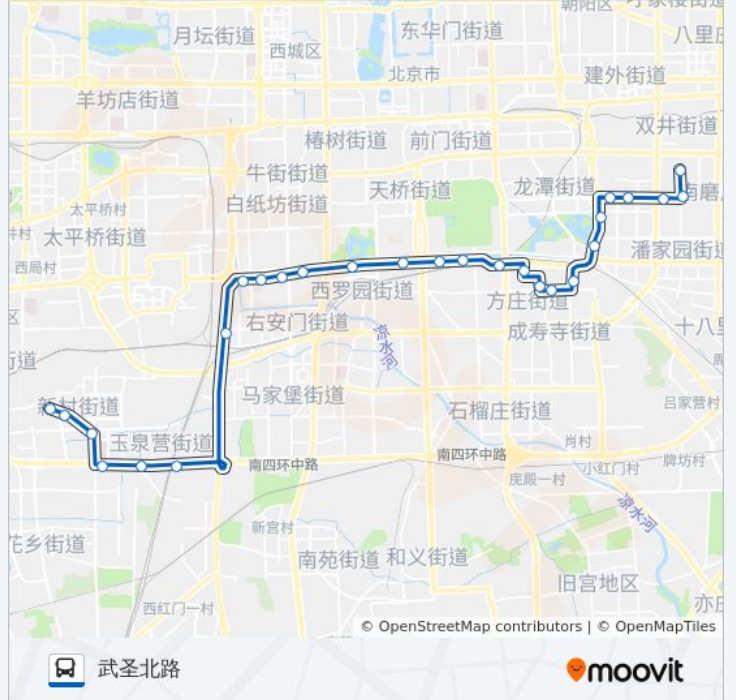 朝阳区
月坛街道
东华门街道
八里庄
西城区
北京市
建外街道
羊坊店街道
双井街道
椿树街道
前门街道
牛街街道
天桥街道
龙潭街道
白纸坊街道
太平桥村
太平桥街道
潘家园街道
西局村
西罗园街道
方庄街道
右安门街道
成寿寺街道
凉水河
马家堡街道
吕家营村
新村街道
石榴庄街道
玉泉营街道
肖村
南四环中路
南四环中路
小红门村
牌坊村
庑殿一村
新宫村
凉水河
花乡街道
南苑街道
和义街道
旧宫地区
西红门一村
© OpenStreetMap contributors | © OpenMapTiles
武圣北路
moovit